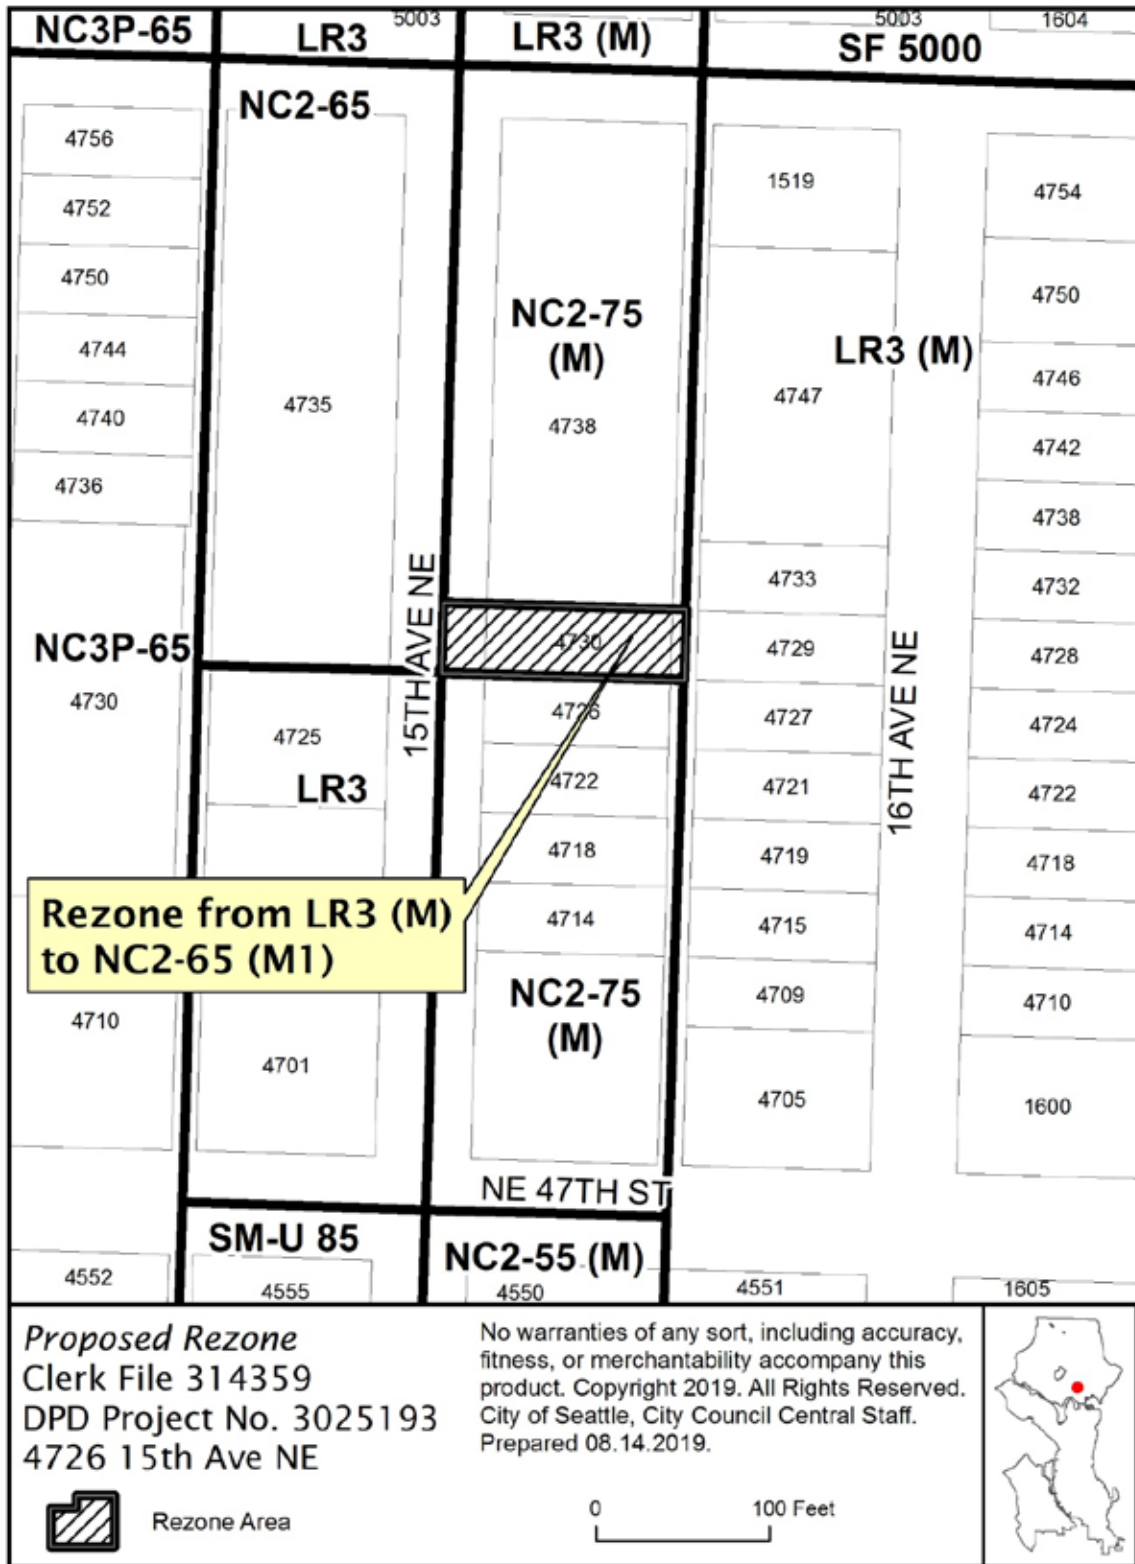 5003
5003
1604
NC3P-65
LR3
LR3 (M)
SF 5000
NC2-65
4756
4752
4750
4744
4740
4736
4735
NC2-75
(M)
4738
1519
4747
LR3 (M)
4754
4750
4746
4742
4738
4732
4728
4724
4722
4718
4714
4710
1600
4733
4729
4727
4721
4719
4715
4709
4705
15TH AVE NE
16TH AVE NE
NC3P-65
4730
4730
4725
LR3
4726
4722
4718
4714
Rezone from LR3 (M)
to NC2-65 (M1)
NC2-75
(M)
4710
4701
NE 47TH ST
SM-U 85
NC2-55 (M)
4552
4555
4550
4551
1605
Proposed Rezone
Clerk File 314359
DPD Project No. 3025193
4726 15th Ave NE
Rezone Area
No warranties of any sort, including accuracy,
fitness, or merchantability accompany this
product. Copyright 2019. All Rights Reserved.
City of Seattle, City Council Central Staff.
Prepared 08.14.2019.
0
100 Feet